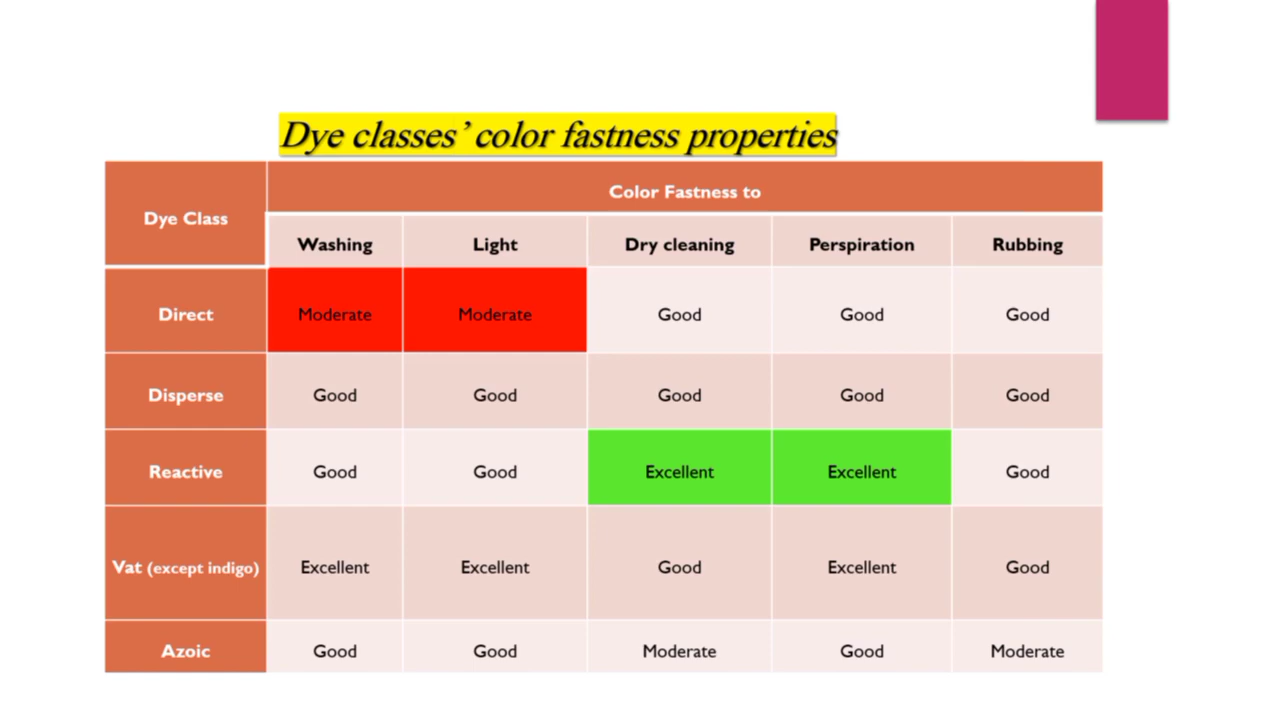 Dye classes’ color fastness properties
Dye Class
Color Fastness to
Washing Light Dry cleaning Perspiration Rubbing
Direct Moderate Moderate Good Good Good
Disperse Good Good Good Good Good
Reactive Good Good Excellent Excellent Good
Vat (except indigo) Excellent Excellent Good Excellent Good
Azoic Good Good Moderate Good Moderate